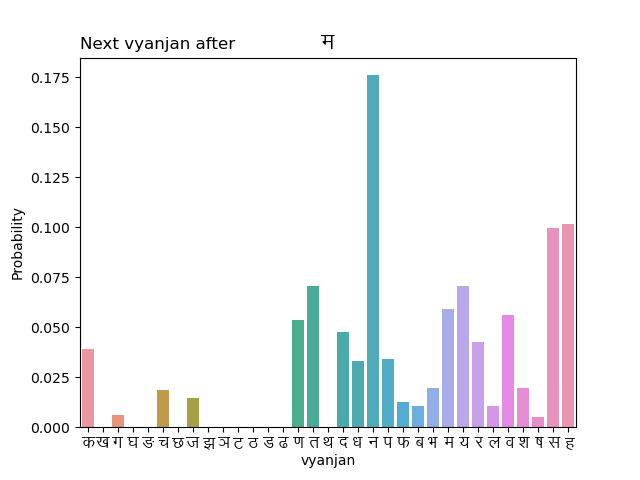 Next vyanjan after म
0.175
0.150
0.125
0.100
0.075
0.050
0.025
0.000
Probability
क ख ग घ ङ च छ ज झ ञ ट ठ ड ढ ण त थ द ध न प फ ब भ म य र ल व श ष स ह
vyanjan